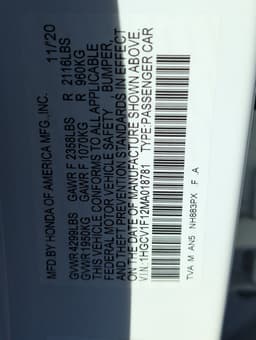 MFD BY HONDA OF AMERICA MFG.,INC. 11/20
GVWR 4299LBS GAWR F 2358LBS R 2116LBS
GVWR 1950KG GAWR F 1070KG R 960KG
THIS VEHICLE CONFORMS TO ALL APPLICABLE
FEDERAL MOTOR VEHICLE SAFETY, BUMPER,
AND THEFT PREVENTION STANDARDS IN EFFECT
ON THE DATE OF MANUFACTURE SHOWN ABOVE.
V.I.N.:1HGCV1F12MA018781 TYPE:PASSENGER CAR
TVA M AN5 NH883PX F .A